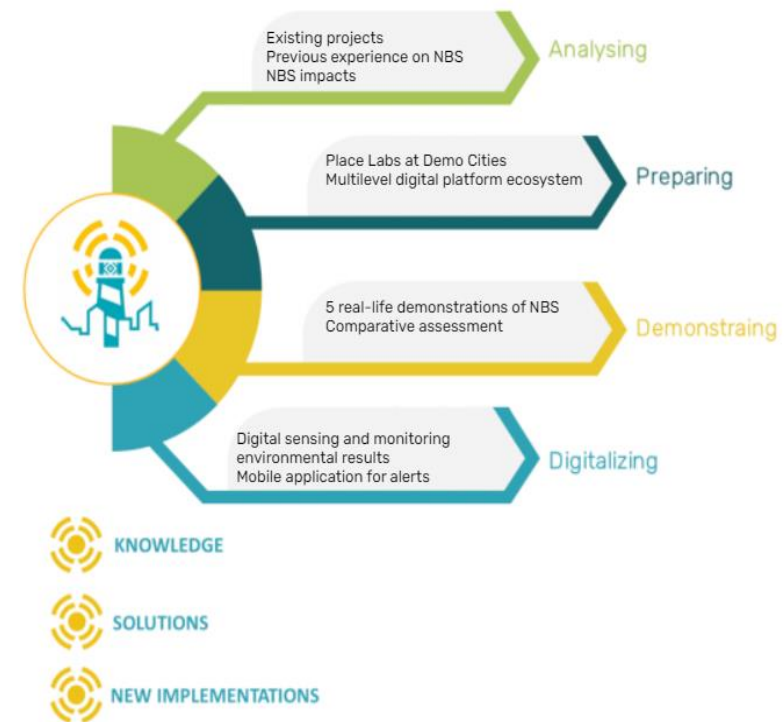 Existing projects
Previous experience on NBS
NBS impacts
Analysing
Place Labs at Demo Cities
Multilevel digital platform ecosystem
Preparing
5 real-life demonstrations of NBS
Comparative assessment
Demonstraing
Digital sensing and monitoring
environmental results
Mobile application for alerts
Digitalizing
KNOWLEDGE
SOLUTIONS
NEW IMPLEMENTATIONS